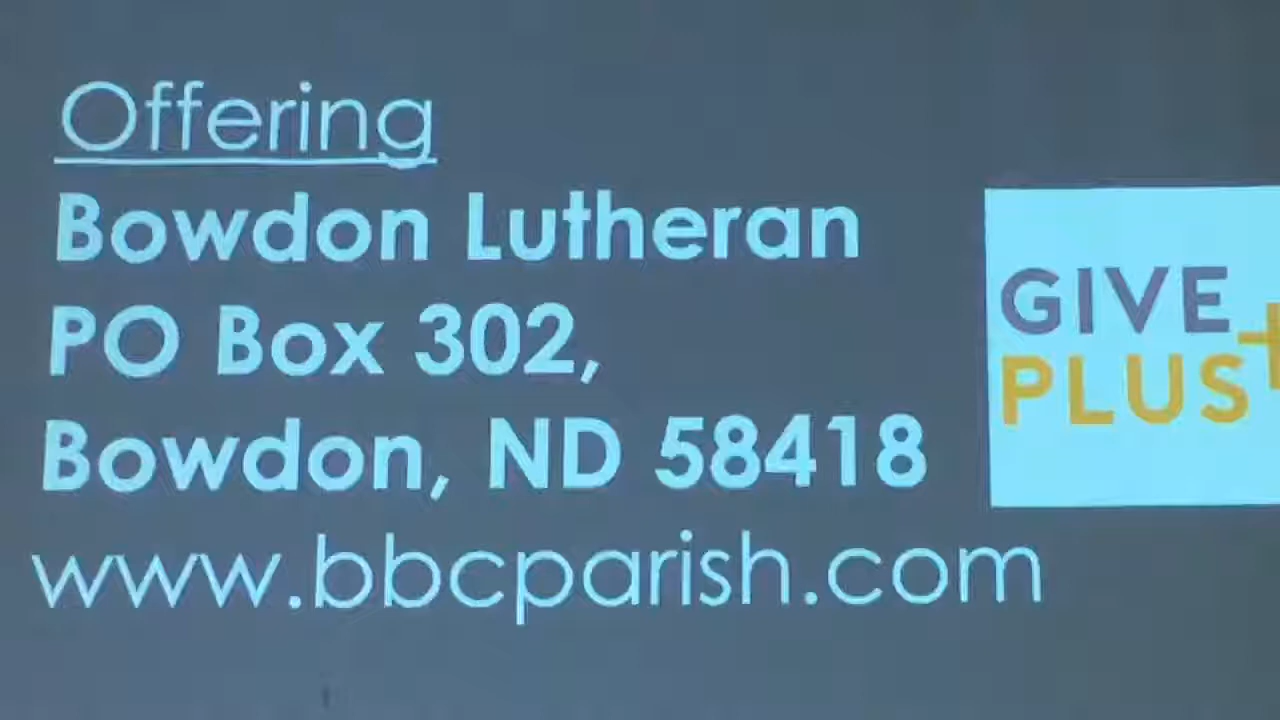 Offering
Bowdon Lutheran
PO Box 302,
Bowdon, ND 58418
www.bbcparish.com
GIVE
PLUS+